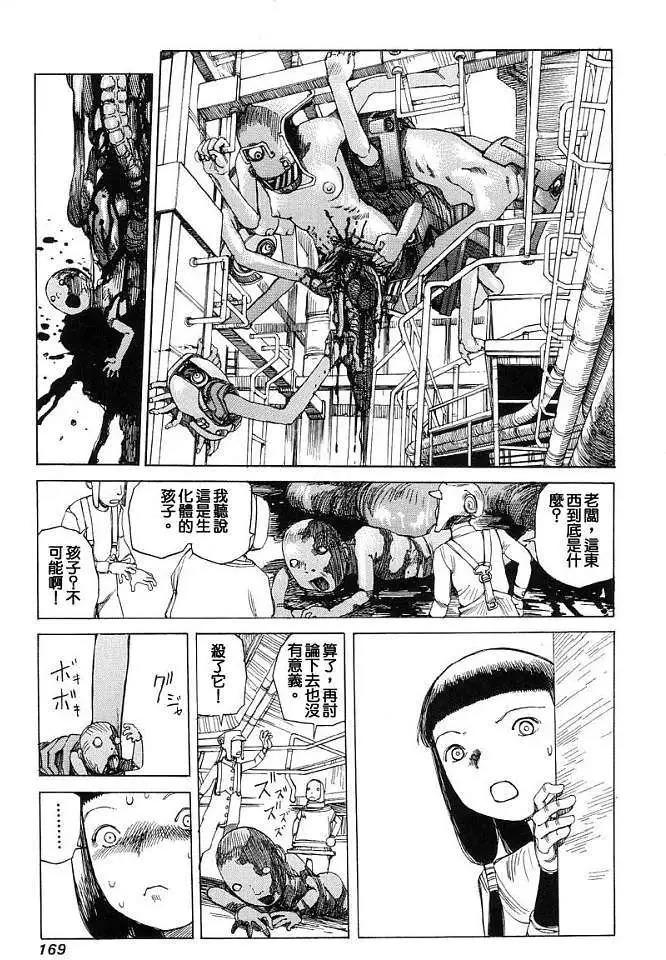 老闆，這東
西到底是什
麼？
我聽說
這是生
化體的
孩子。
孩子？不
可能啊！
算了，再討
論下去也沒
有意義。
殺了它！
ズズズ
グジャ
ボキ
ボキ
………
169